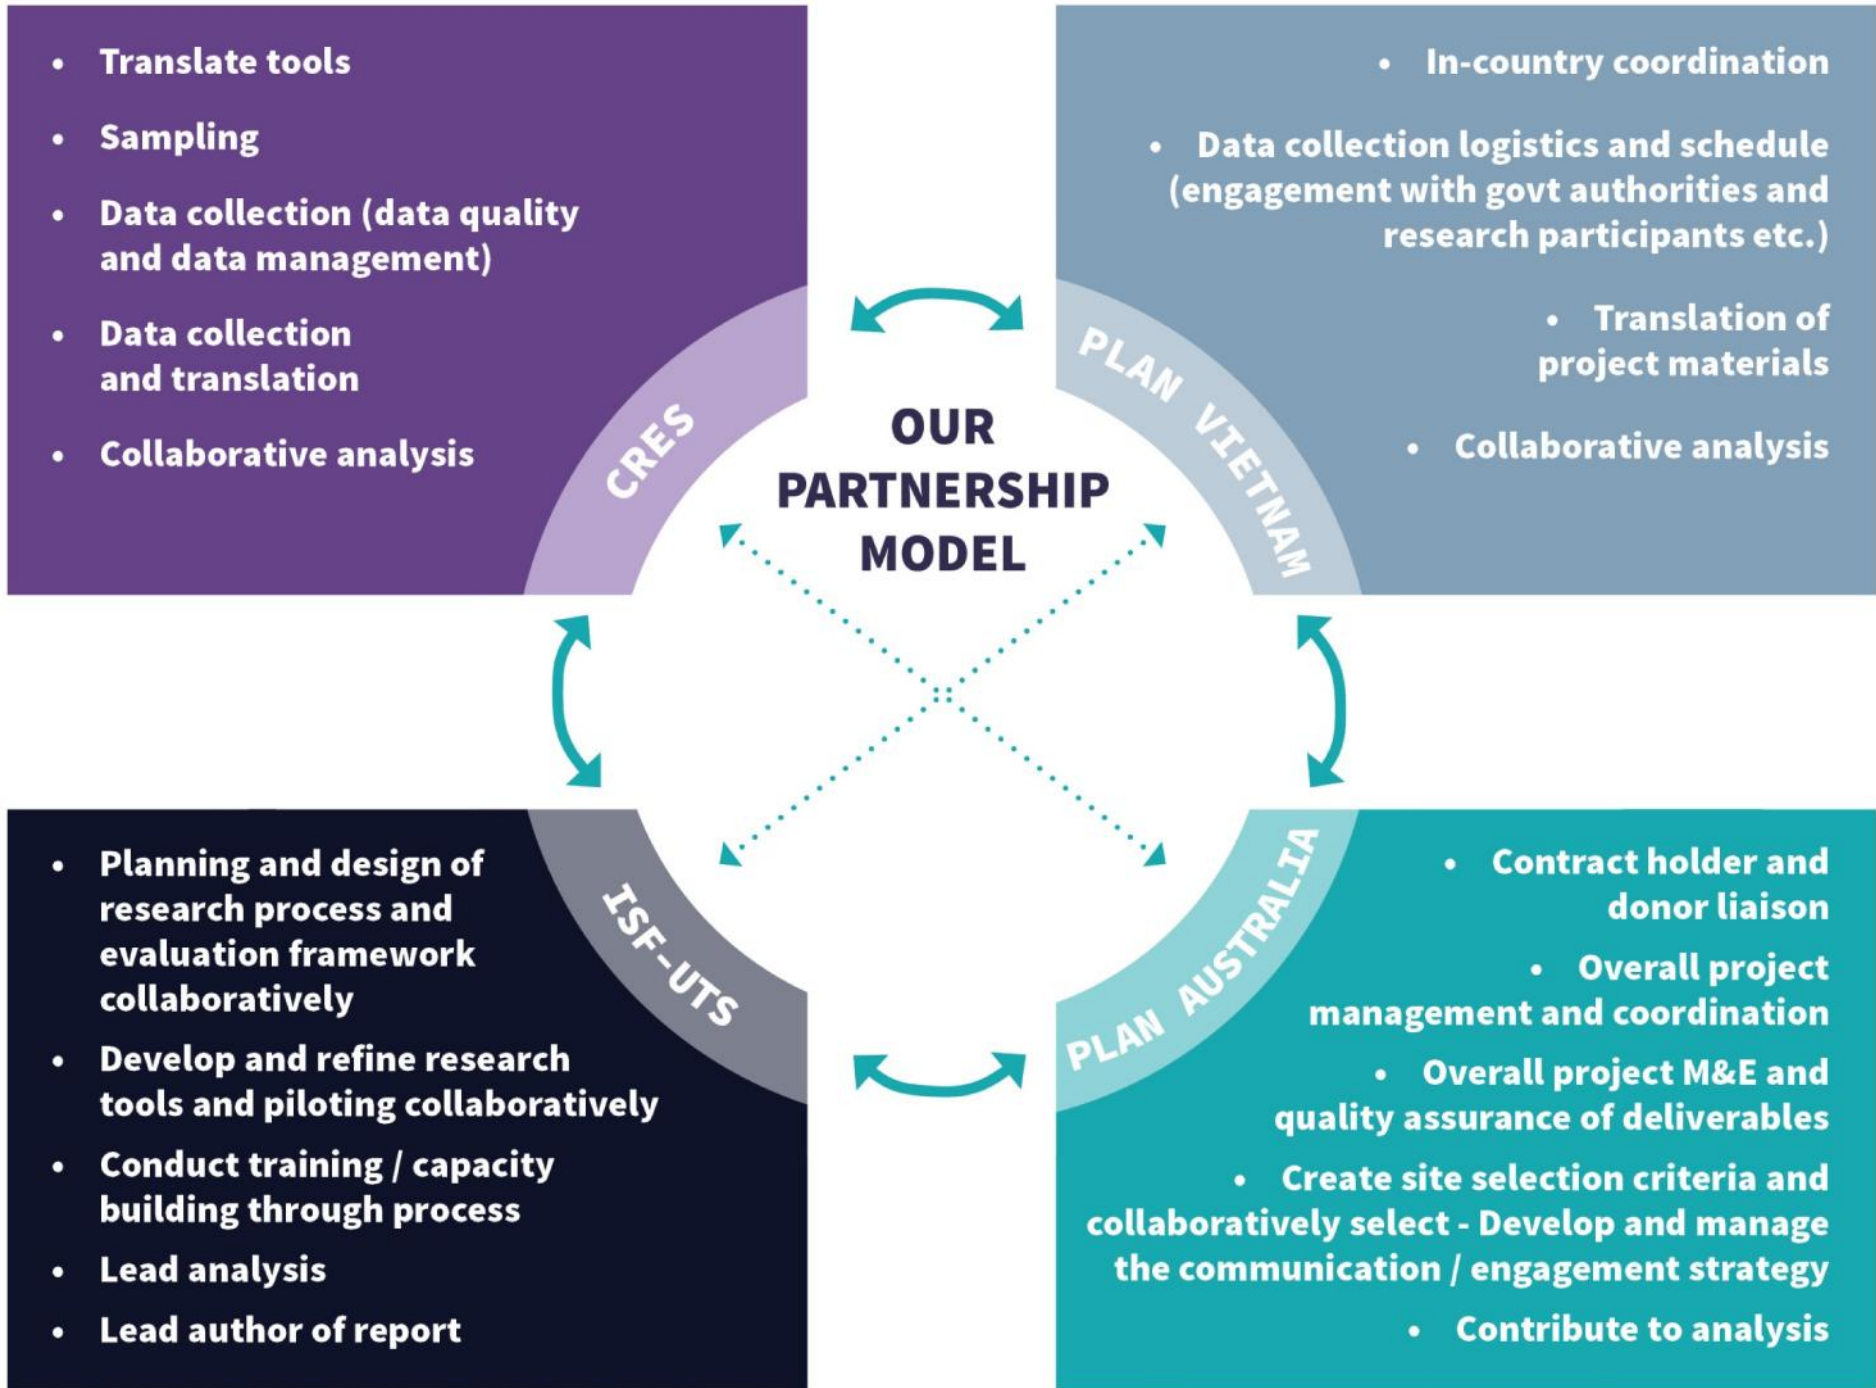 • Translate tools
• Sampling
• Data collection (data quality
and data management)
• Data collection
and translation
• Collaborative analysis
CRES
• In-country coordination
• Data collection logistics and schedule
(engagement with govt authorities and
research participants etc.)
• Translation of
project materials
• Collaborative analysis
PLAN VIETNAM
OUR
PARTNERSHIP
MODEL
• Planning and design of
research process and
evaluation framework
collaboratively
• Develop and refine research
tools and piloting collaboratively
• Conduct training / capacity
building through process
• Lead analysis
• Lead author of report
ISF-UTS
• Contract holder and
donor liaison
• Overall project
management and coordination
• Overall project M&E and
quality assurance of deliverables
• Create site selection criteria and
collaboratively select - Develop and manage
the communication / engagement strategy
• Contribute to analysis
PLAN AUSTRALIA